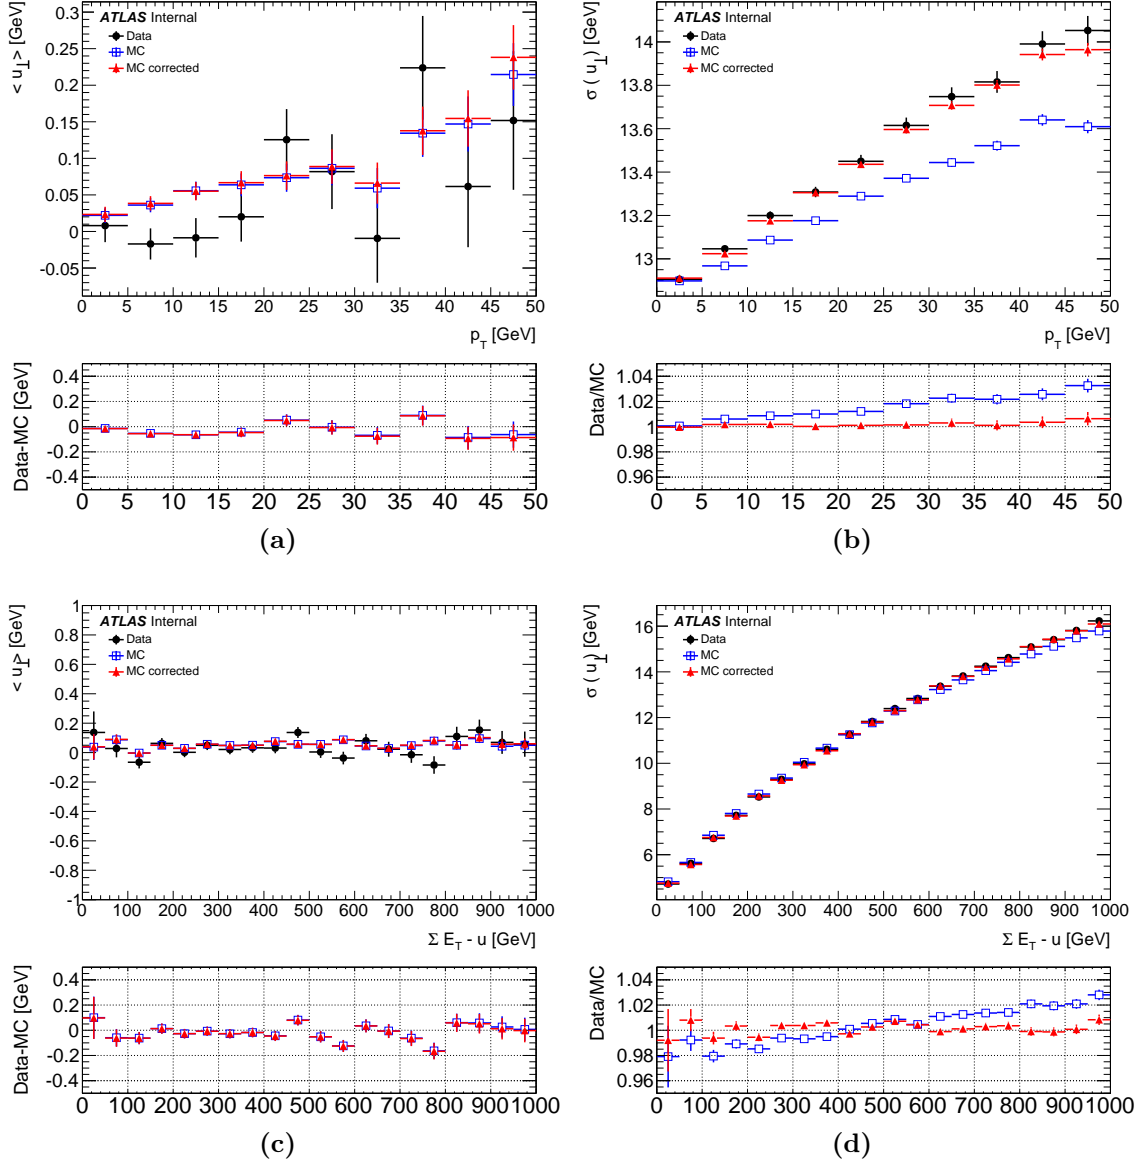 < u⊥ > [GeV]
ATLAS Internal
Data
MC
MC corrected
0.3
0.25
0.2
0.15
0.1
0.05
0
-0.05
0 5 10 15 20 25 30 35 40 45 50
p_T [GeV]
Data-MC [GeV]
0.4
0.2
0
-0.2
-0.4
0 5 10 15 20 25 30 35 40 45 50
(a)
σ ( u⊥ ) [GeV]
ATLAS Internal
Data
MC
MC corrected
14
13.8
13.6
13.4
13.2
13
0 5 10 15 20 25 30 35 40 45 50
p_T [GeV]
Data/MC
1.04
1.02
1
0.98
0.96
0 5 10 15 20 25 30 35 40 45 50
(b)
< u⊥ > [GeV]
ATLAS Internal
Data
MC
MC corrected
1
0.8
0.6
0.4
0.2
0
-0.2
-0.4
-0.6
-0.8
-1
0 100 200 300 400 500 600 700 800 900 1000
Σ E_T - u [GeV]
Data-MC [GeV]
0.4
0.2
0
-0.2
-0.4
0 100 200 300 400 500 600 700 800 900 1000
(c)
σ ( u⊥ ) [GeV]
ATLAS Internal
Data
MC
MC corrected
16
14
12
10
8
6
0 100 200 300 400 500 600 700 800 900 1000
Σ E_T - u [GeV]
Data/MC
1.04
1.02
1
0.98
0.96
0 100 200 300 400 500 600 700 800 900 1000
(d)